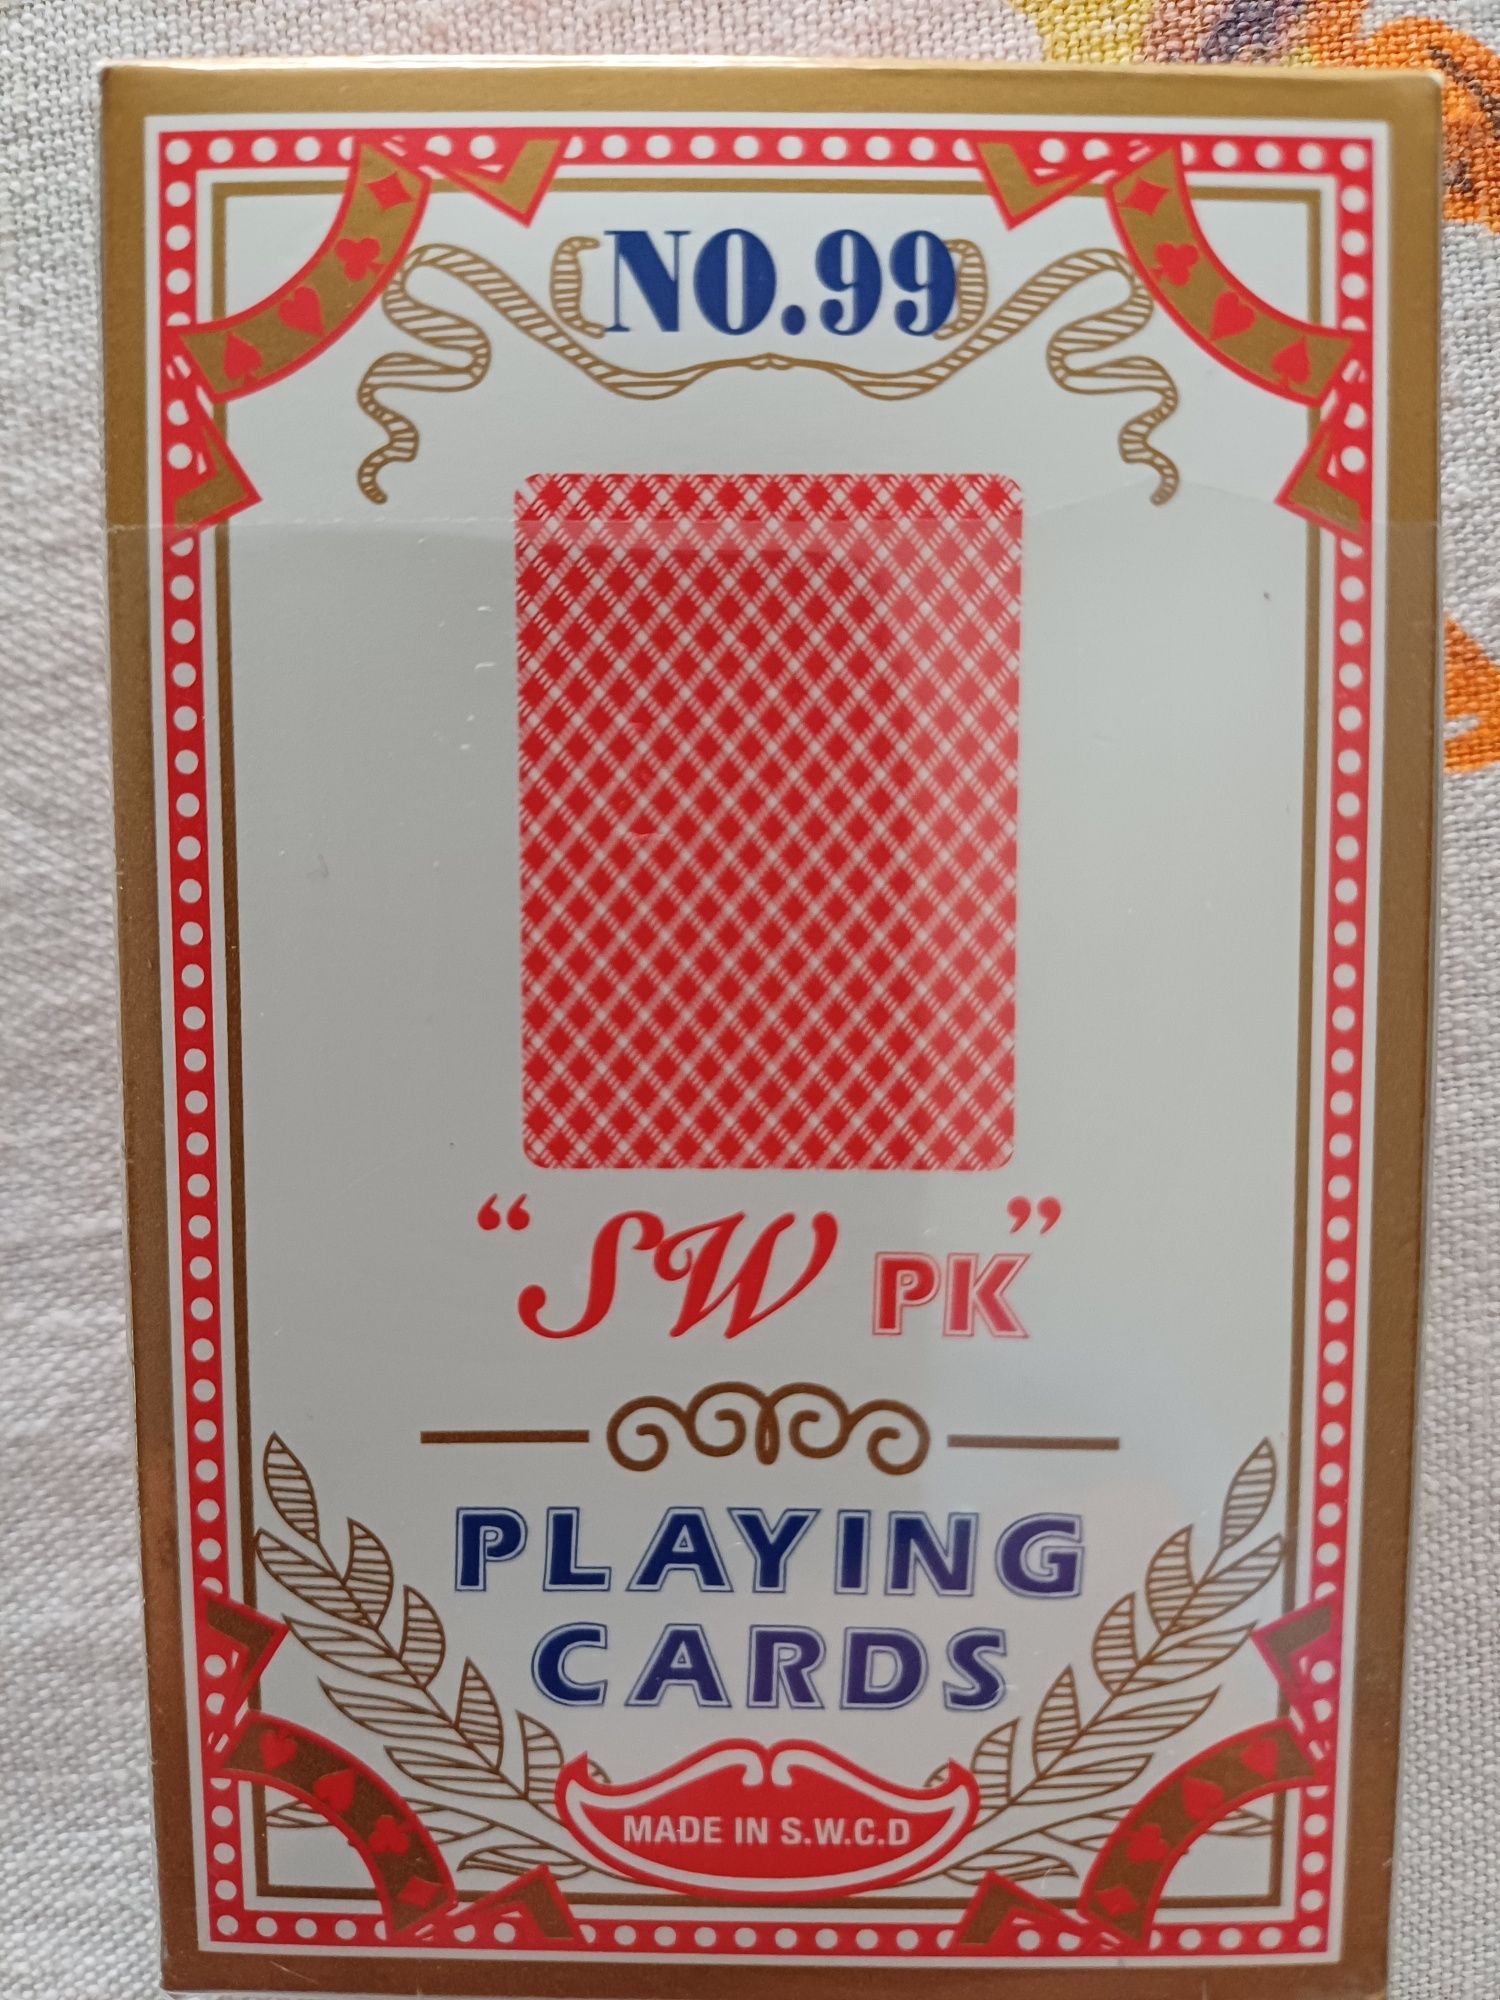 NO.99
“SW PK”
PLAYING
CARDS
MADE IN S.W.C.D